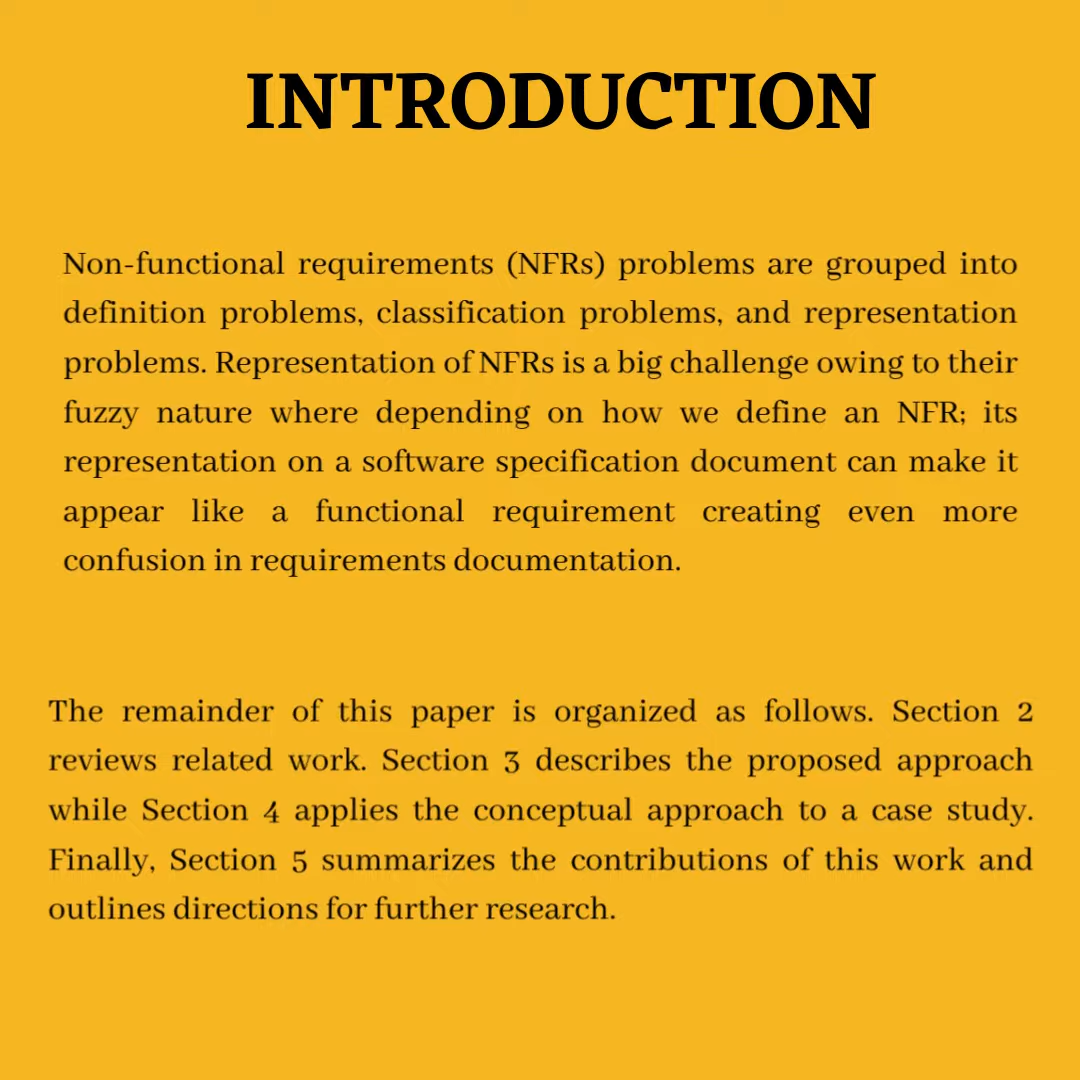 INTRODUCTION
Non-functional requirements (NFRs) problems are grouped into
definition problems, classification problems, and representation
problems. Representation of NFRs is a big challenge owing to their
fuzzy nature where depending on how we define an NFR; its
representation on a software specification document can make it
appear like a functional requirement creating even more
confusion in requirements documentation.
The remainder of this paper is organized as follows. Section 2
reviews related work. Section 3 describes the proposed approach
while Section 4 applies the conceptual approach to a case study.
Finally, Section 5 summarizes the contributions of this work and
outlines directions for further research.